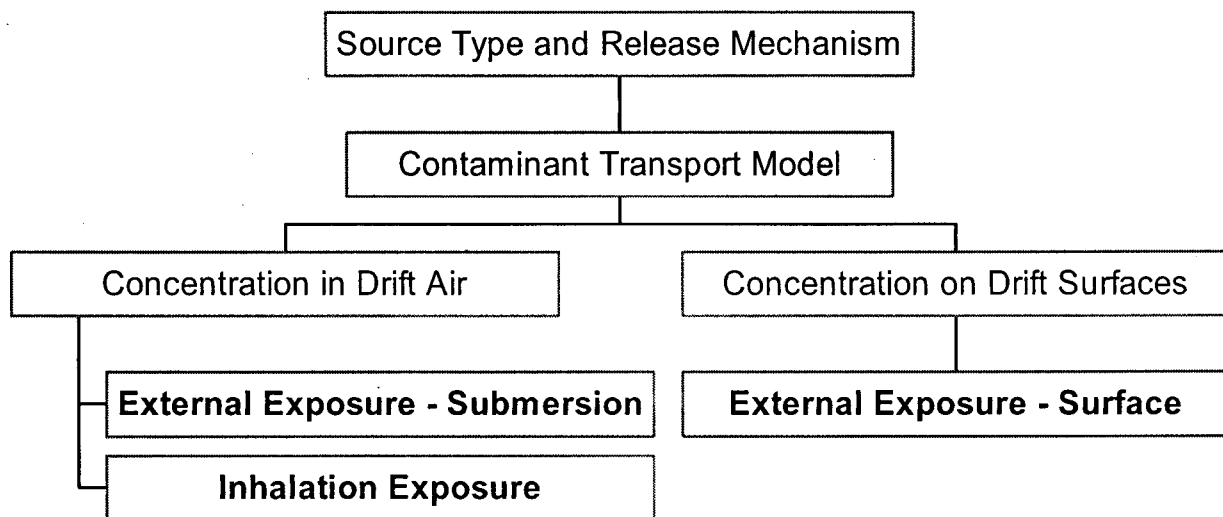 Source Type and Release Mechanism
Contaminant Transport Model
Concentration in Drift Air
Concentration on Drift Surfaces
External Exposure - Submersion
External Exposure - Surface
Inhalation Exposure